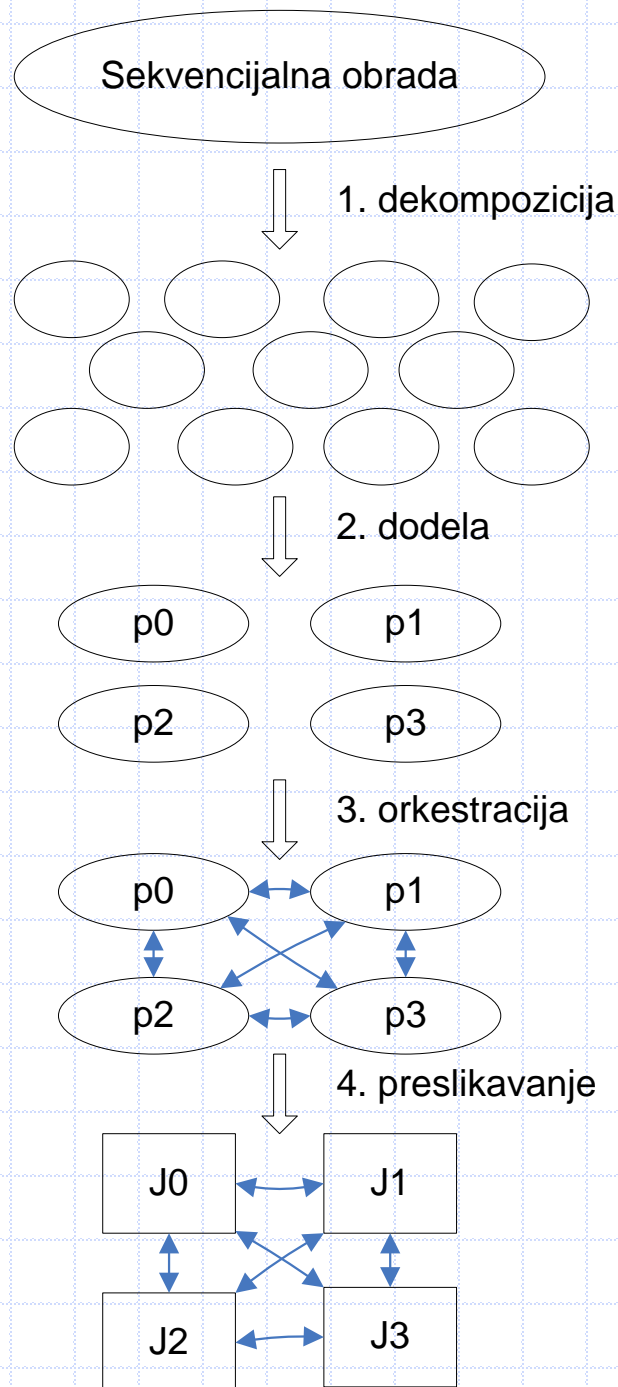 Sekvencijalna obrada
1. dekompozicija
2. dodela
p0 p1
p2 p3
3. orkestracija
p0 p1
p2 p3
4. preslikavanje
J0 J1
J2 J3